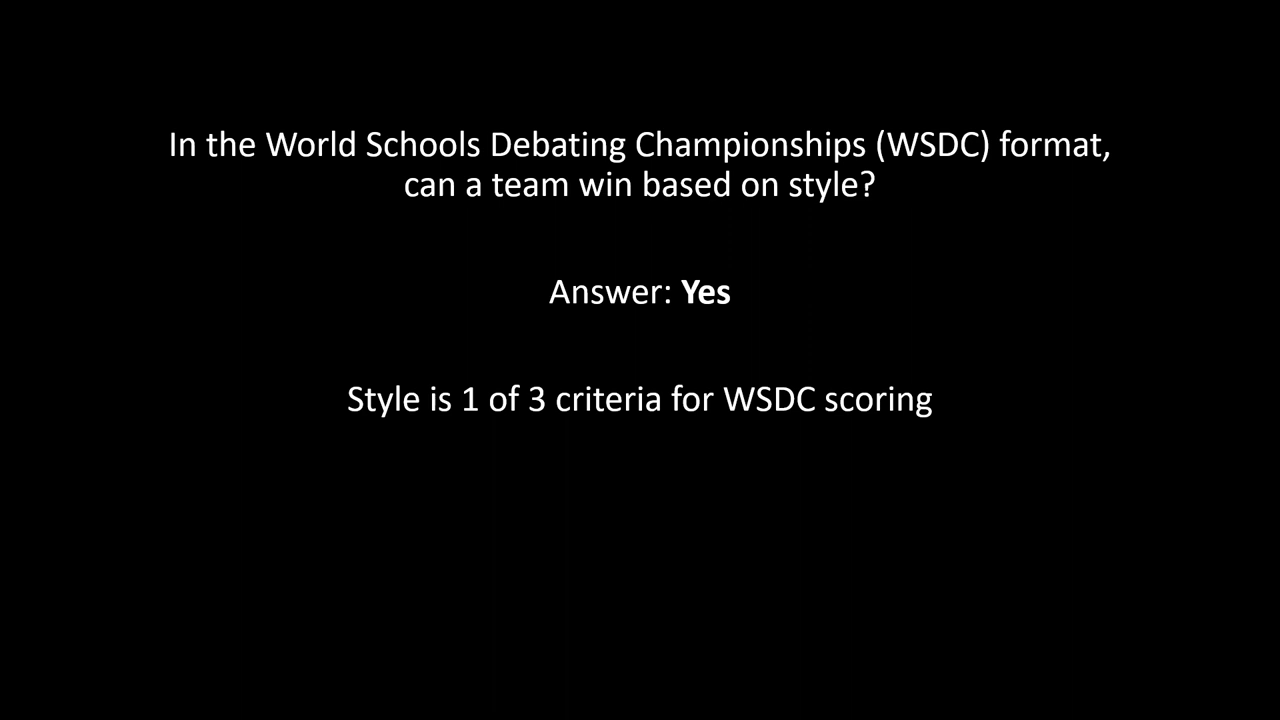 In the World Schools Debating Championships (WSDC) format,
can a team win based on style?
Answer: Yes
Style is 1 of 3 criteria for WSDC scoring